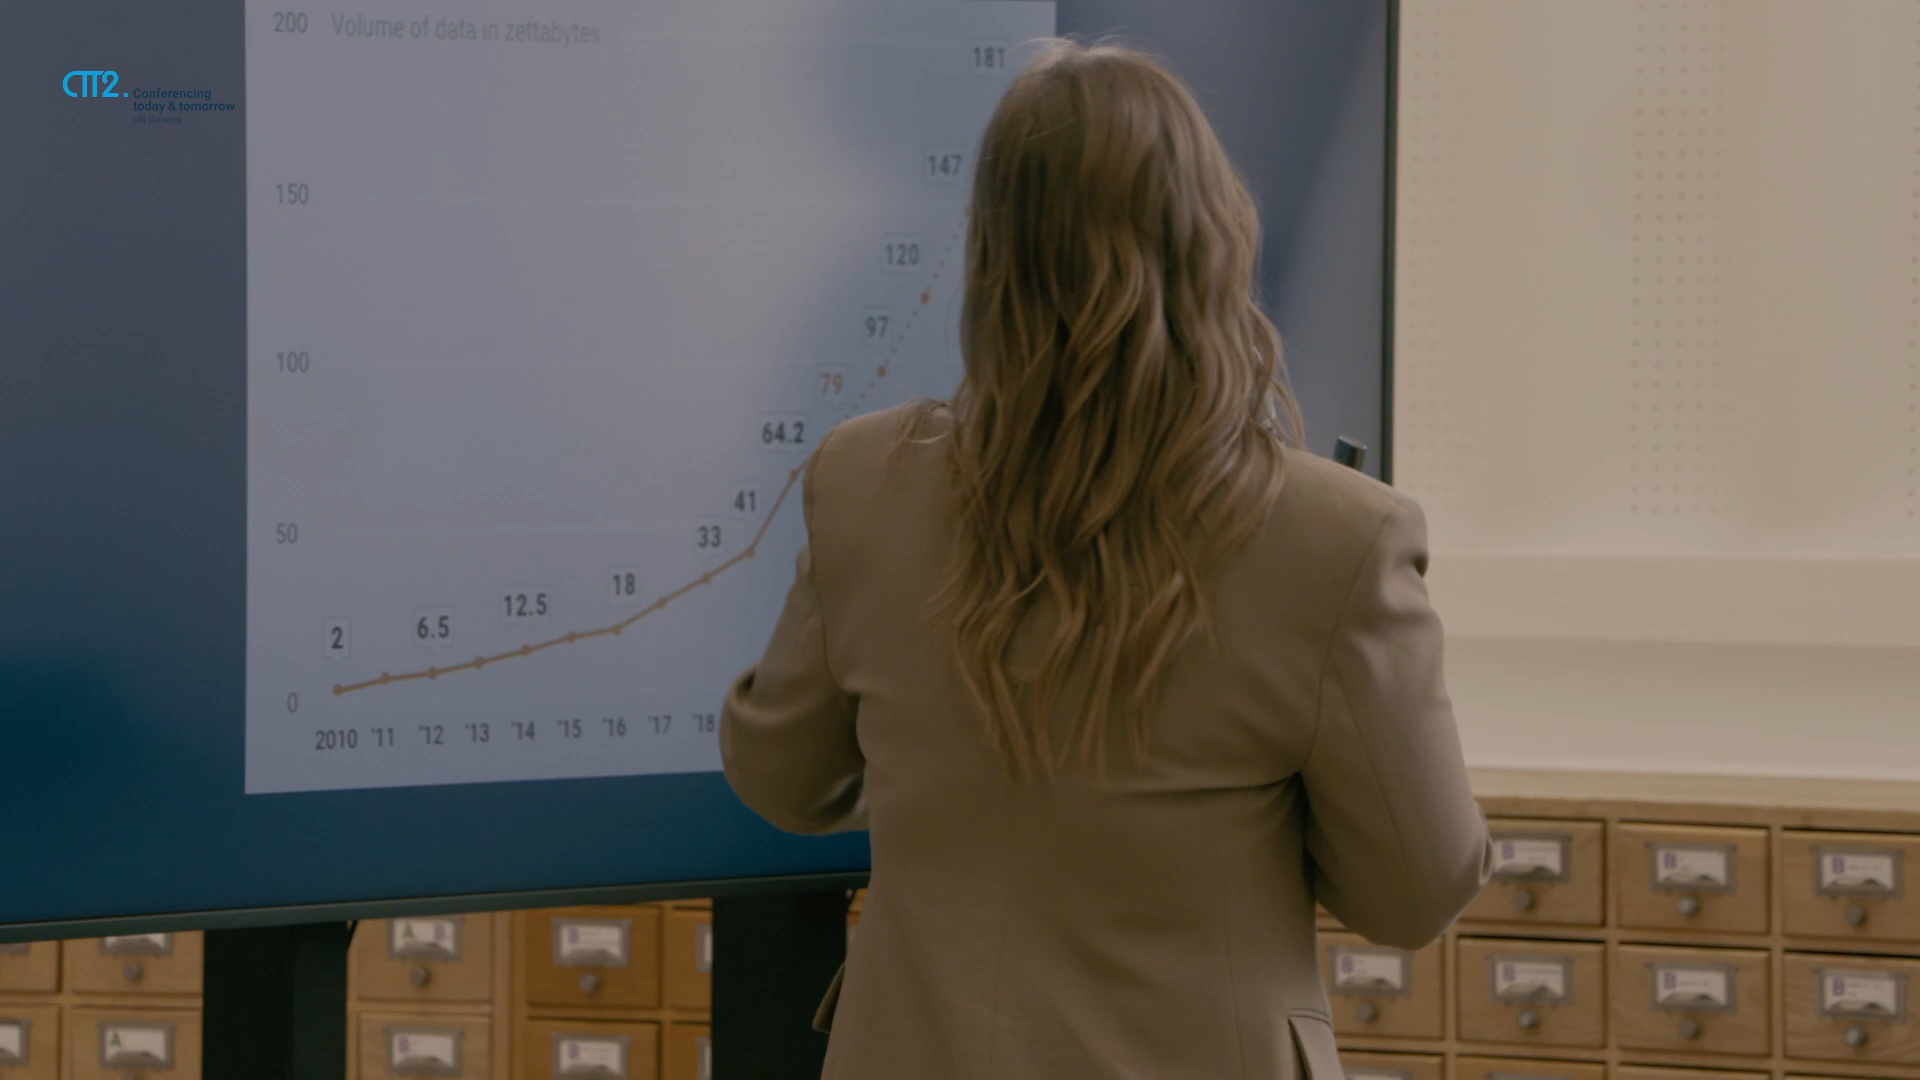 200 Volume of data in zettabytes
181
CTT2. Conferencing
today & tomorrow
UN Geneva
147
150
120
97
100
79
64.2
41
50
33
18
12.5
6.5
2
0
2010 '11 '12 '13 '14 '15 '16 '17 '18
A B
B
B
B
B
B
B
B
A
B
B